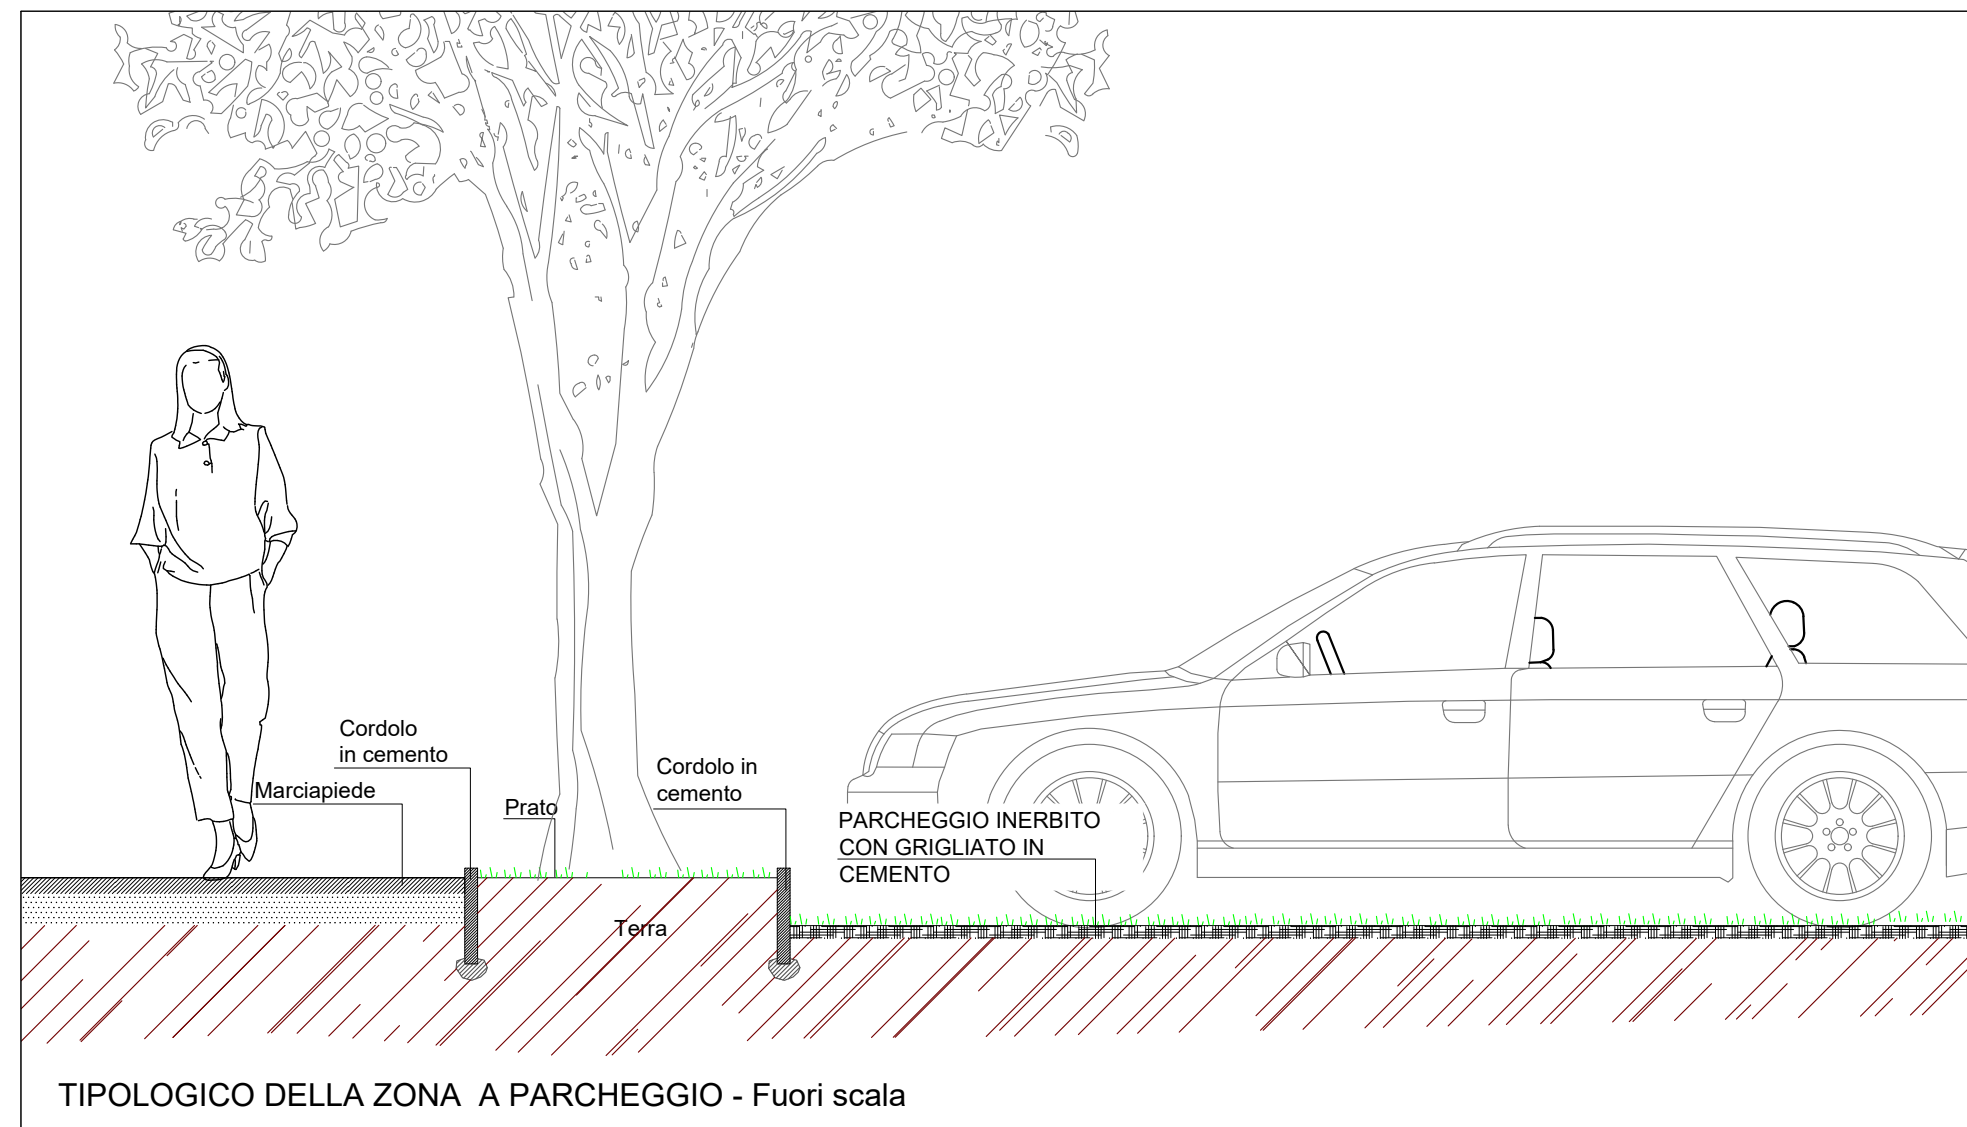 Cordolo
in cemento
Marciapiede
Prato
Cordolo in
cemento
PARCHEGGIO INERBITO
CON GRIGLIATO IN
CEMENTO
Terra
TIPOLOGICO DELLA ZONA A PARCHEGGIO - Fuori scala